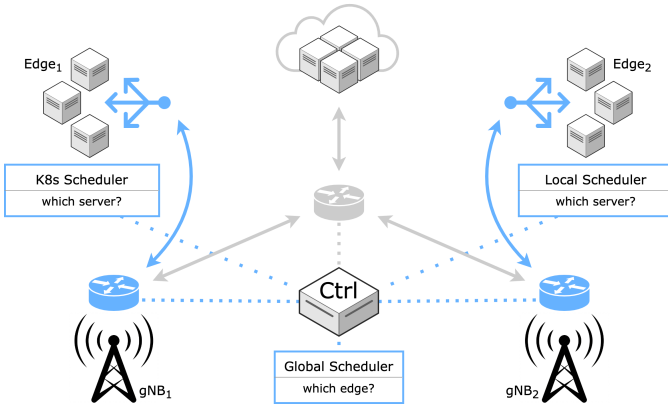 Edge1
Edge2
K8s Scheduler
which server?
Local Scheduler
which server?
Ctrl
Global Scheduler
which edge?
gNB1
gNB2